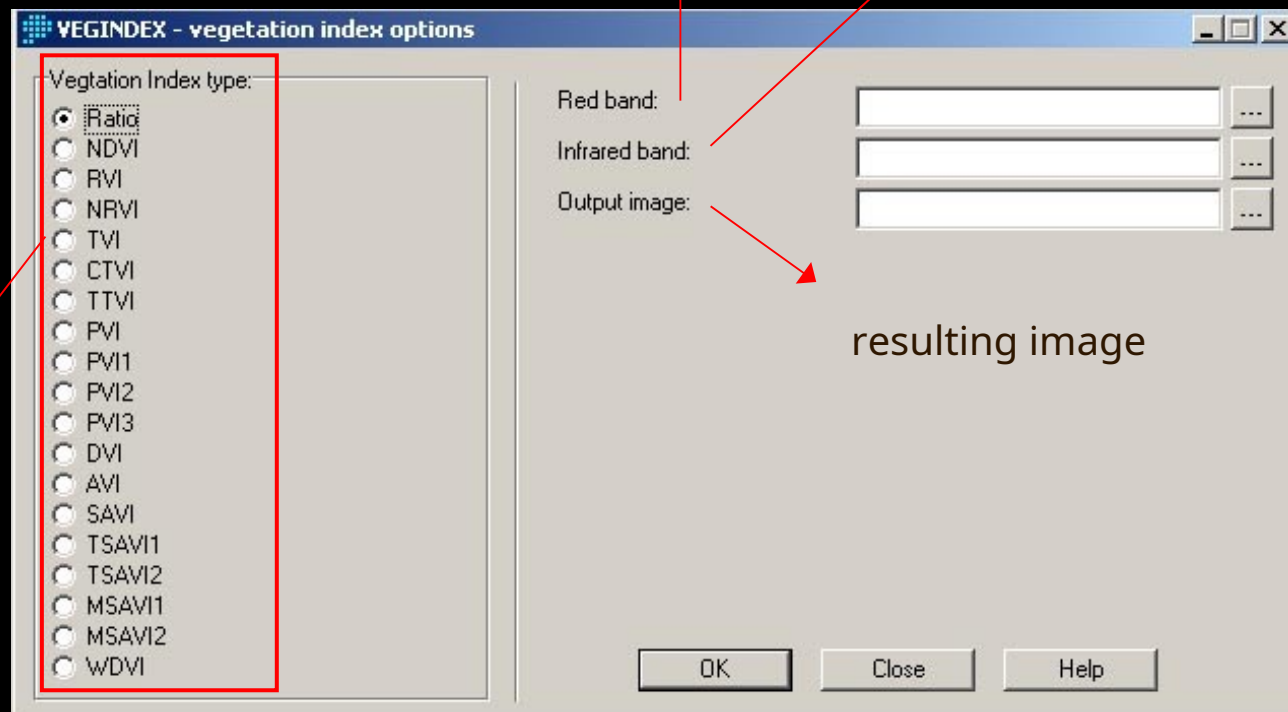 VEGINDEX - vegetation index options
Vegtation Index type:
Ratio
NDVI
RVI
NRVI
TVI
CTVI
TTVI
PVI
PVI1
PVI2
PVI3
DVI
AVI
SAVI
TSAVI1
TSAVI2
MSAVI1
MSAVI2
WDVI
Red band:
...
Infrared band:
...
Output image:
...
resulting image
OK
Close
Help